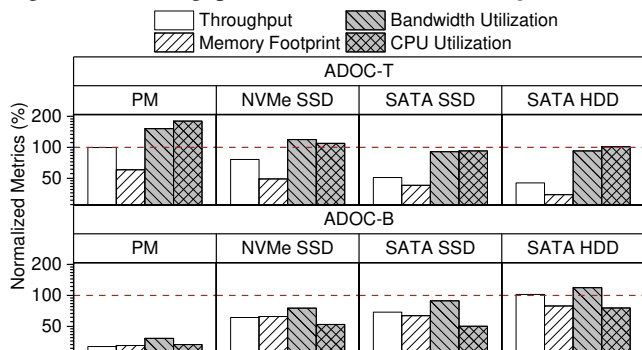 Throughput Bandwidth Utilization
Memory Footprint CPU Utilization
ADOC-T
PM NVMe SSD SATA SSD SATA HDD
200
100
50
ADOC-B
PM NVMe SSD SATA SSD SATA HDD
200
100
50
Normalized Metrics (%)